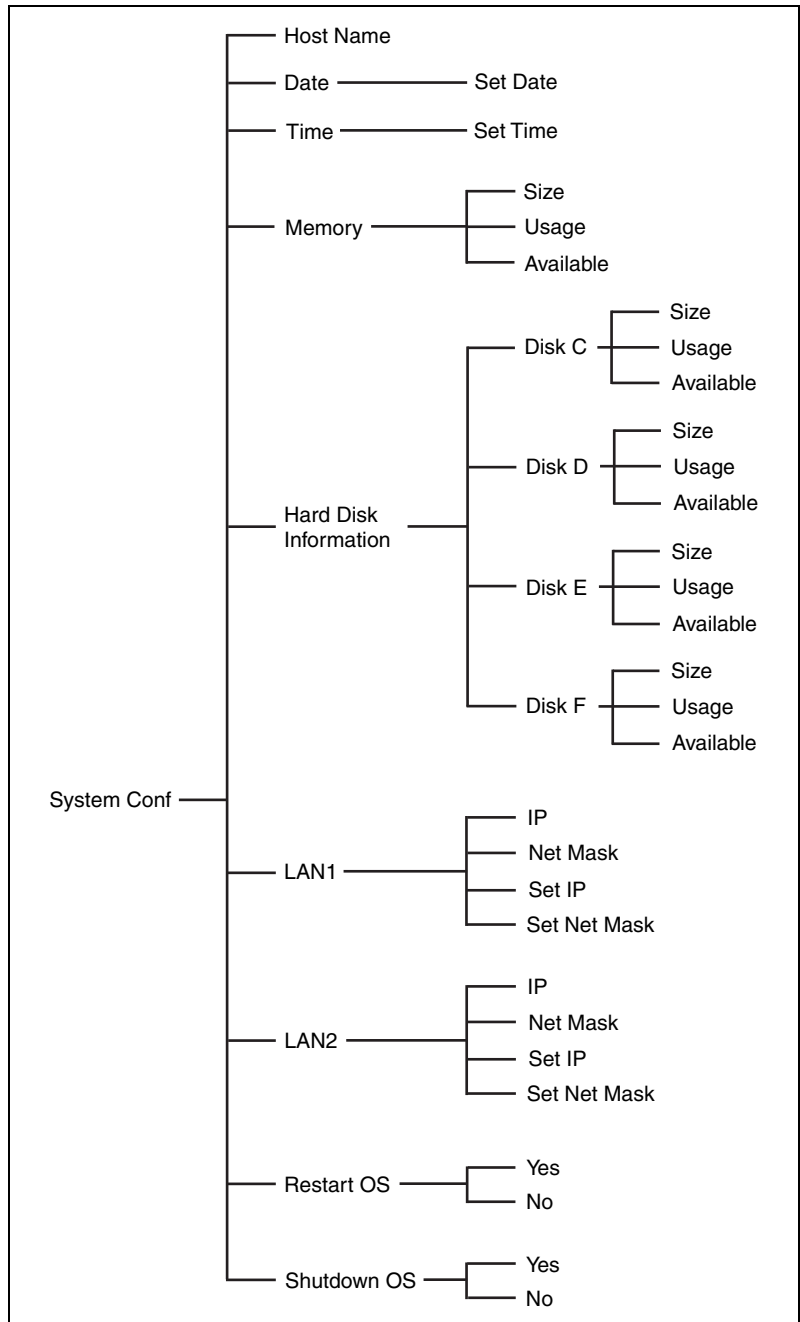 Host Name
Date
Set Date
Time
Set Time
Memory
Size
Usage
Available
Hard Disk
Information
Disk C
Size
Usage
Available
Disk D
Size
Usage
Available
Disk E
Size
Usage
Available
Disk F
Size
Usage
Available
System Conf
LAN1
IP
Net Mask
Set IP
Set Net Mask
LAN2
IP
Net Mask
Set IP
Set Net Mask
Restart OS
Yes
No
Shutdown OS
Yes
No